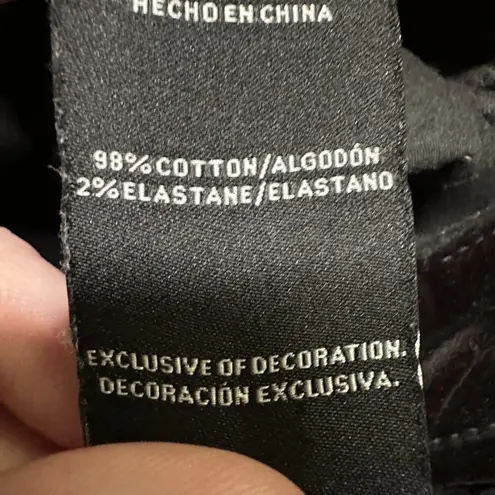 HECHO EN CHINA
98% COTTON/ALGODÓN
2% ELASTANE/ELASTANO
EXCLUSIVE OF DECORATION.
DECORACIÓN EXCLUSIVA.